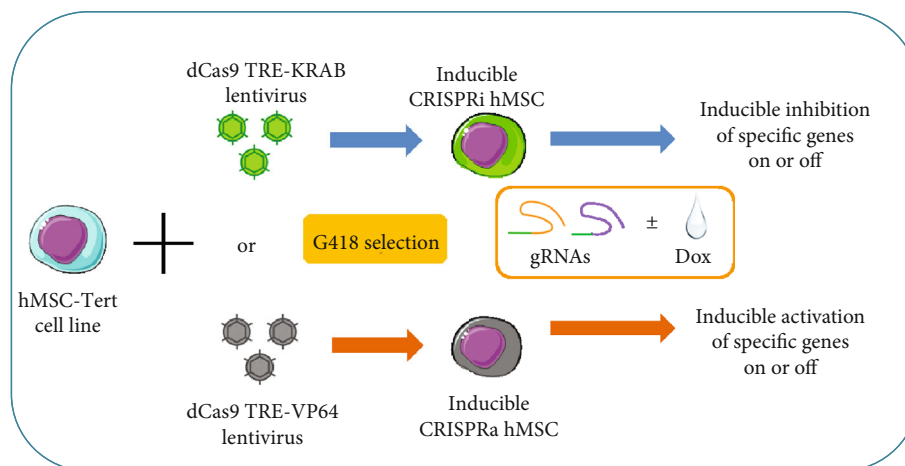 dCas9 TRE-KRAB
lentivirus
Inducible
CRISPRi hMSC
Inducible inhibition
of specific genes
on or off
hMSC-Tert
cell line
or
G418 selection
gRNAs
±
Dox
dCas9 TRE-VP64
lentivirus
Inducible
CRISPRa hMSC
Inducible activation
of specific genes
on or off